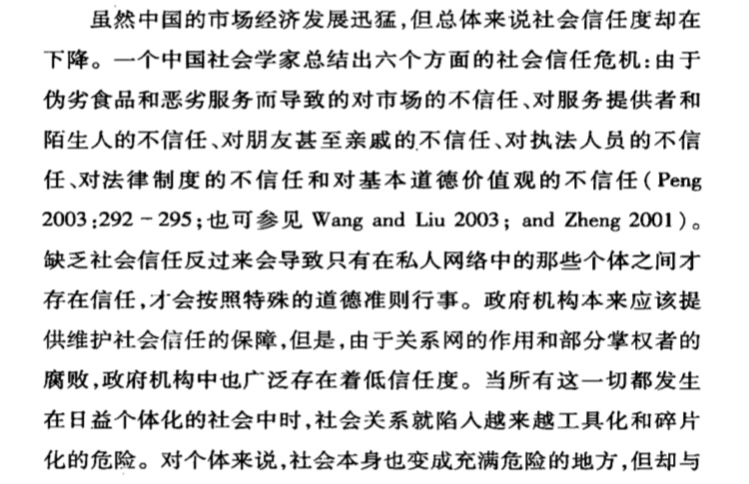 虽然中国的市场经济发展迅猛,但总体来说社会信任度却在
下降。一个中国社会学家总结出六个方面的社会信任危机:由于
伪劣食品和恶劣服务而导致的对市场的不信任、对服务提供者和
陌生人的不信任、对朋友甚至亲戚的不信任、对执法人员的不信
任、对法律制度的不信任和对基本道德价值观的不信任(Peng
2003:292-295;也可参见 Wang and Liu 2003; and Zheng 2001)。
缺乏社会信任反过来会导致只有在私人网络中的那些个体之间才
存在信任,才会按照特殊的道德准则行事。政府机构本来应该提
供维护社会信任的保障,但是,由于关系网的作用和部分掌权者的
腐败,政府机构中也广泛存在着低信任度。当所有这一切都发生
在日益个体化的社会中时,社会关系就陷入越来越工具化和碎片
化的危险。对个体来说,社会本身也变成充满危险的地方,但却与